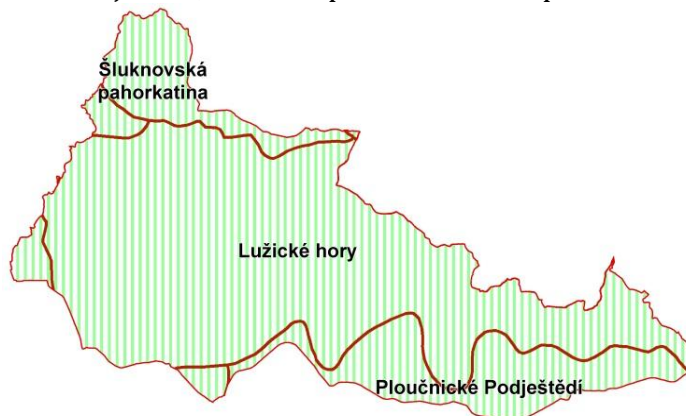 Šluknovská
pahorkatina
Lužické hory
Ploučnické Podještědí